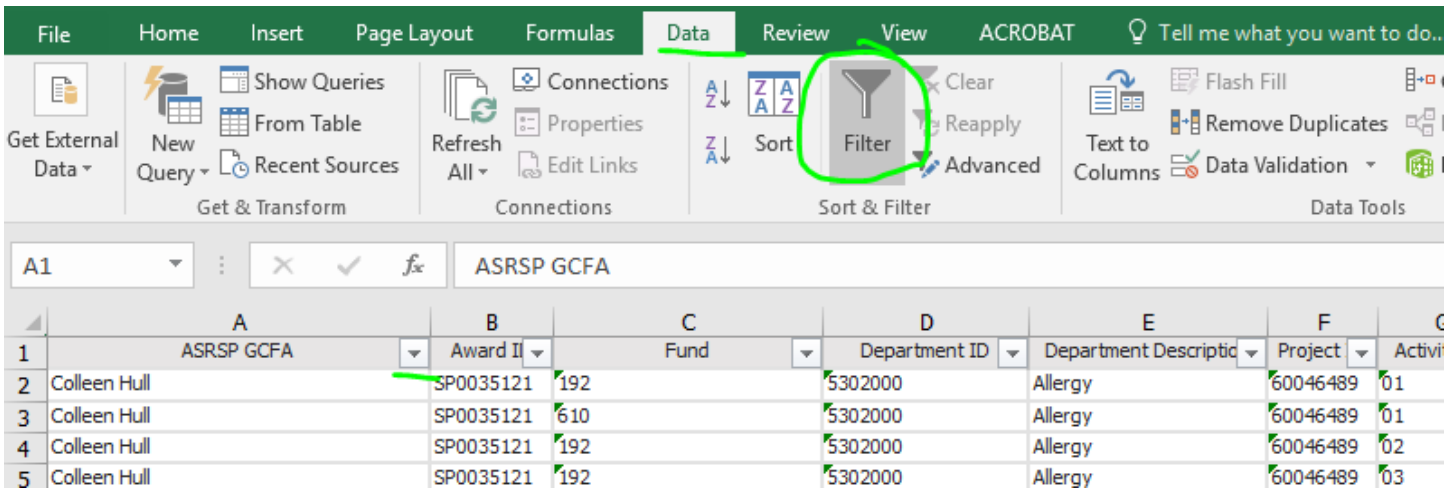 File Home Insert Page Layout Formulas Data Review View ACROBAT Tell me what you want to do...
Get External Data
New Query
Show Queries
From Table
Recent Sources
Get & Transform
Refresh All
Connections
Properties
Edit Links
Connections
A Z
Z A
Z A A Z
Sort
Filter
Clear
Reapply
Advanced
Sort & Filter
Text to Columns
Flash Fill
Remove Duplicates
Data Validation
Data Tools
A1 fx ASRSP GCFA
A B C D E F
1 ASRSP GCFA Award Fund Department ID Department Project
2 Colleen Hull SP0035121 192 5302000 Allergy 60046489 01
3 Colleen Hull SP0035121 610 5302000 Allergy 60046489 01
4 Colleen Hull SP0035121 192 5302000 Allergy 60046489 02
5 Colleen Hull SP0035121 192 5302000 Allergy 60046489 03